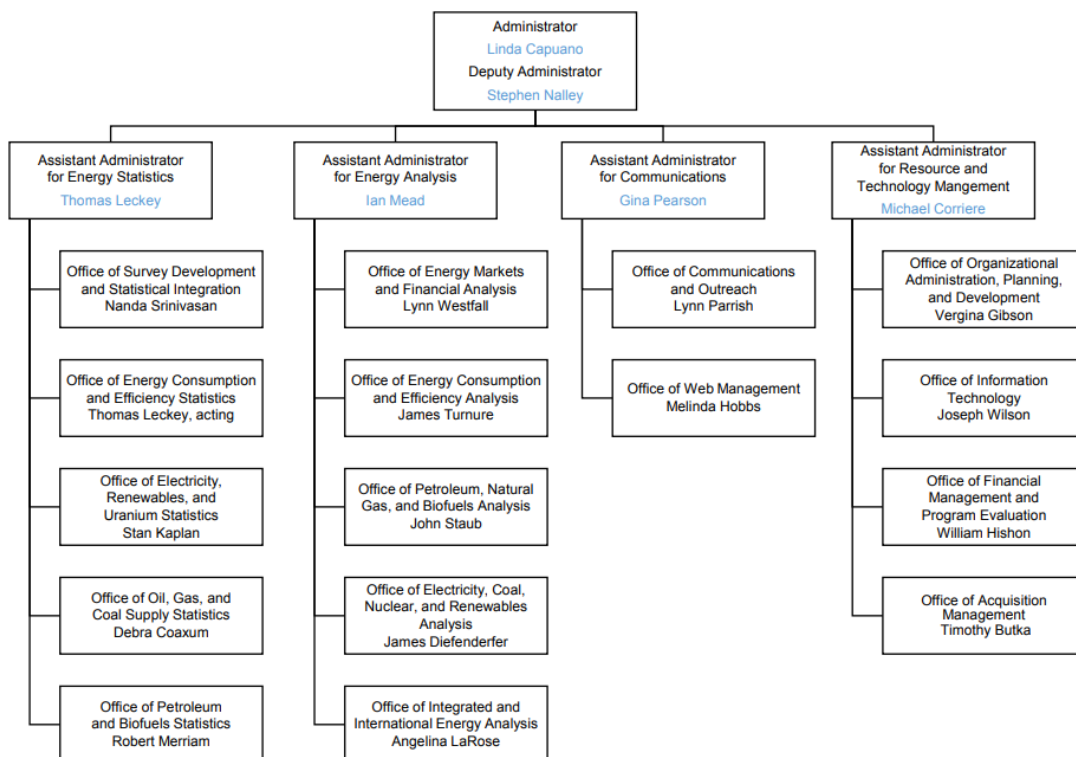 Administrator
Linda Capuano
Deputy Administrator
Stephen Nalley
Assistant Administrator
for Energy Statistics
Thomas Leckey
Assistant Administrator
for Energy Analysis
Ian Mead
Assistant Administrator
for Communications
Gina Pearson
Assistant Administrator
for Resource and
Technology Mangement
Michael Corriere
Office of Survey Development
and Statistical Integration
Nanda Srinivasan
Office of Energy Consumption
and Efficiency Statistics
Thomas Leckey, acting
Office of Electricity,
Renewables, and
Uranium Statistics
Stan Kaplan
Office of Oil, Gas, and
Coal Supply Statistics
Debra Coaxum
Office of Petroleum
and Biofuels Statistics
Robert Merriam
Office of Energy Markets
and Financial Analysis
Lynn Westfall
Office of Energy Consumption
and Efficiency Analysis
James Turnure
Office of Petroleum, Natural
Gas, and Biofuels Analysis
John Staub
Office of Electricity, Coal,
Nuclear, and Renewables
Analysis
James Diefenderfer
Office of Integrated and
International Energy Analysis
Angelina LaRose
Office of Communications
and Outreach
Lynn Parrish
Office of Web Management
Melinda Hobbs
Office of Organizational
Administration, Planning,
and Development
Vergina Gibson
Office of Information
Technology
Joseph Wilson
Office of Financial
Management and
Program Evaluation
William Hishon
Office of Acquisition
Management
Timothy Butka